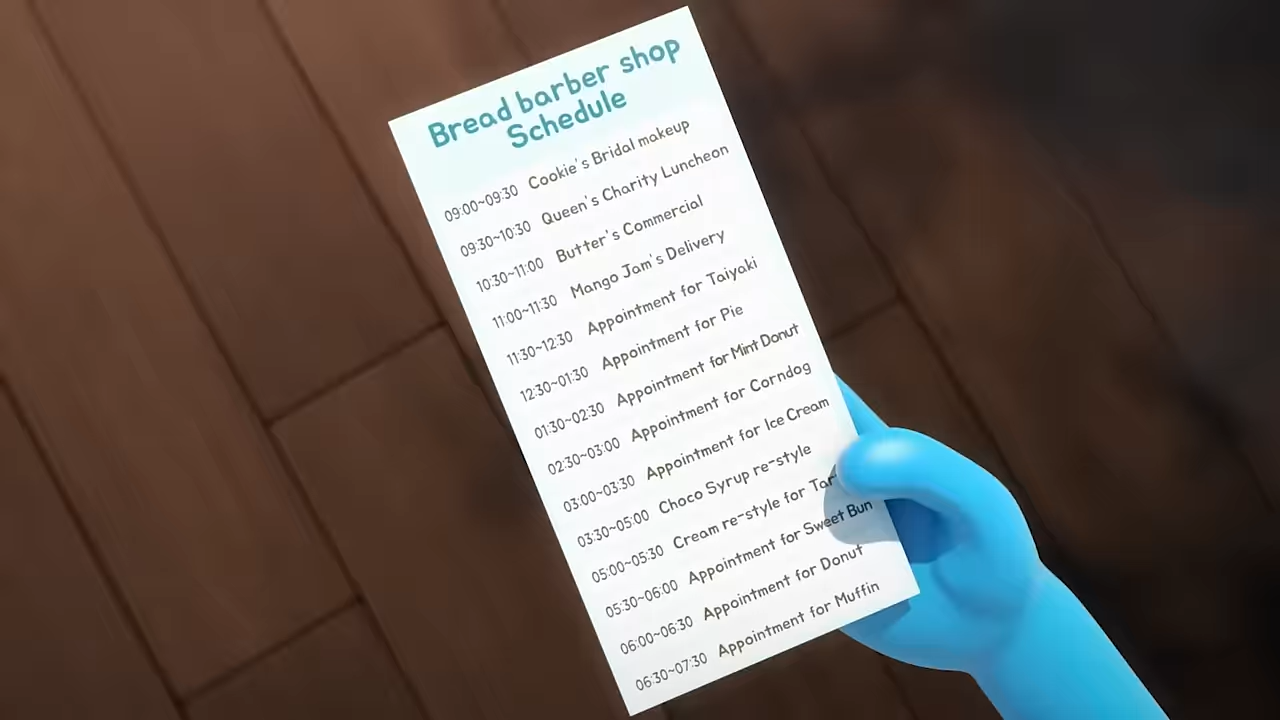 Bread barber shop
Schedule
09:00~09:30 Cookie's Bridal makeup
09:30~10:30 Queen's Charity Luncheon
10:30~11:00 Butter's Commercial
11:00~11:30 Mango Jam's Delivery
11:30~12:30 Appointment for Taiyaki
12:30~01:30 Appointment for Pie
01:30~02:30 Appointment for Mint Donut
02:30~03:00 Appointment for Corndog
03:00~03:30 Appointment for Ice Cream
03:30~05:00 Choco Syrup re-style
05:00~05:30 Cream re-style for
05:30~06:00 Appointment for Sweet Bun
06:00~06:30 Appointment for Donut
06:30~07:30 Appointment for Muffin